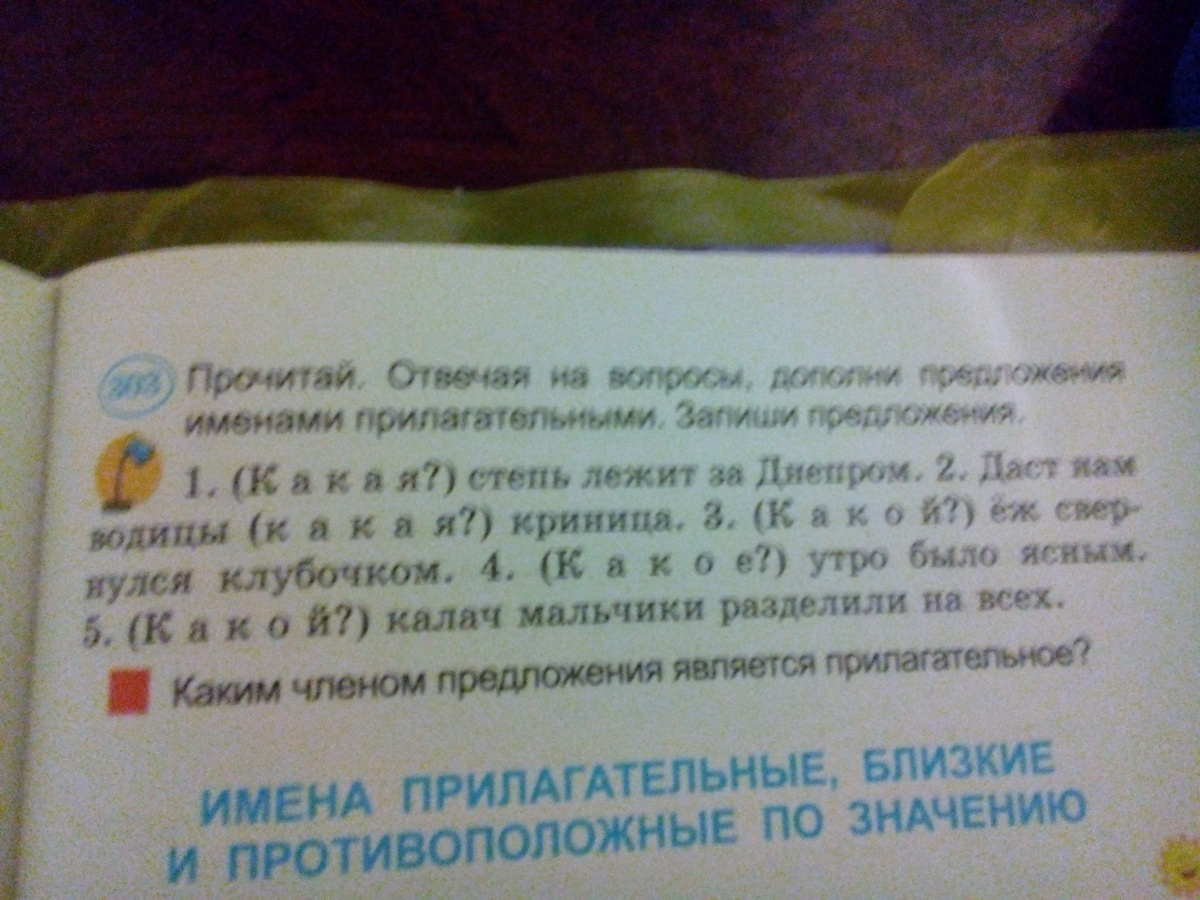 303 Прочитай. Отвечая на вопросы, дополни предложения
именами прилагательными. Запиши предложения.
1. (К а к а я?) степь лежит за Днепром. 2. Даст нам
водицы (к а к а я?) криница. 3. (К а к о й?) ёж свер-
нулся клубочком. 4. (К а к о е?) утро было ясным.
5. (К а к о й?) калач мальчики разделили на всех.
Каким членом предложения является прилагательное?
ИМЕНА ПРИЛАГАТЕЛЬНЫЕ, БЛИЗКИЕ
И ПРОТИВОПОЛОЖНЫЕ ПО ЗНАЧЕНИЮ